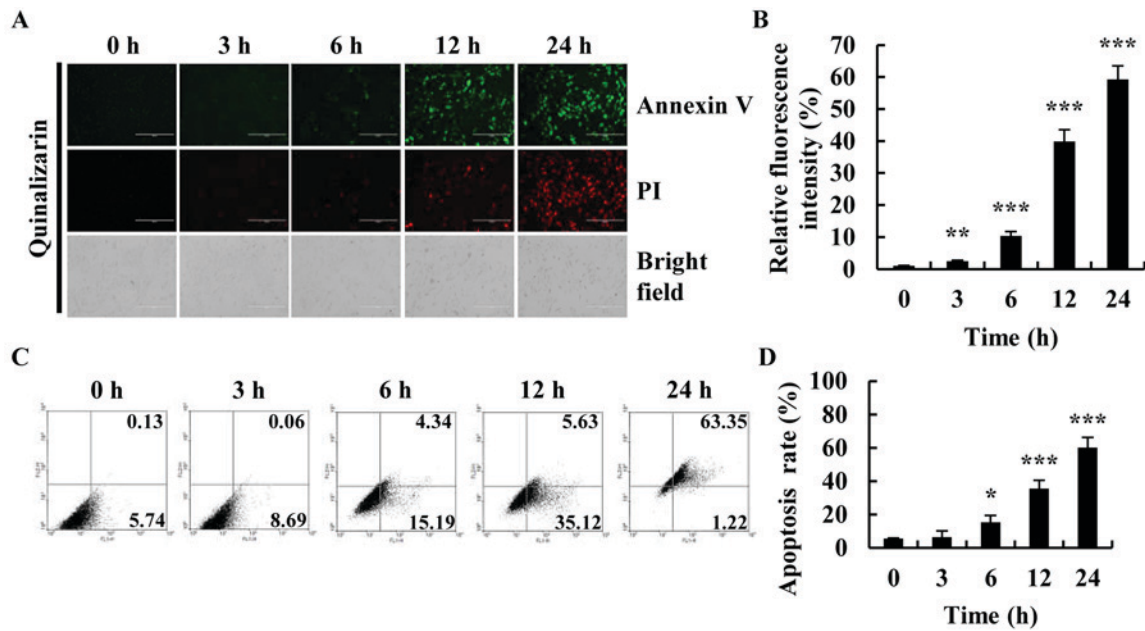 A
0 h 3 h 6 h 12 h 24 h
Quinalizarin
Annexin V
PI
Bright
field
B
Relative fluorescence
intensity (%)
70
60
50
40
30
20
10
0
**
***
***
***
0 3 6 12 24
Time (h)
C
0 h 3 h 6 h 12 h 24 h
0.13 0.06 4.34 5.63 63.35
5.74 8.69 15.19 35.12 1.22
D
Apoptosis rate (%)
100
80
60
40
20
0
*
***
***
0 3 6 12 24
Time (h)